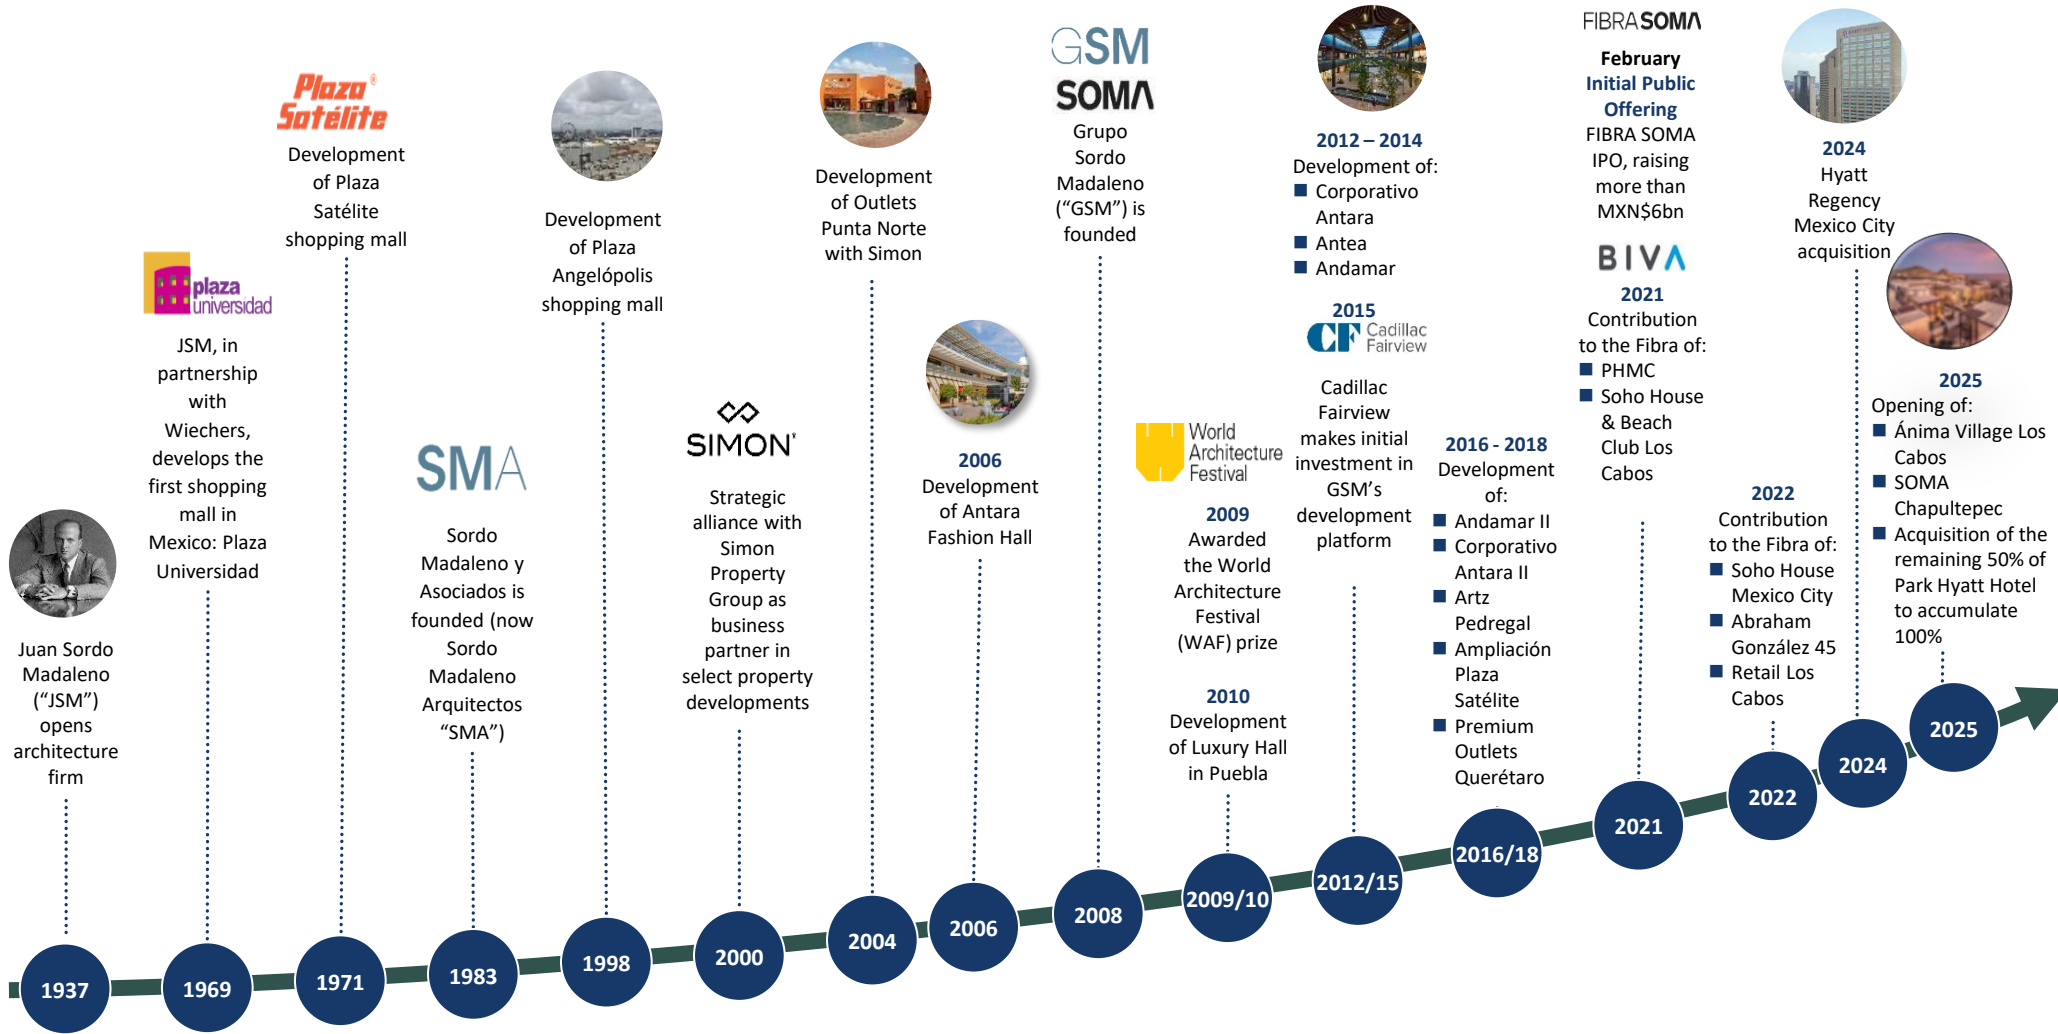 Juan Sordo
Madaleno
(“JSM”)
opens
architecture
firm
1937
plaza
universidad
JSM, in
partnership
with
Wiechers,
develops the
first shopping
mall in
Mexico: Plaza
Universidad
1969
Plaza®
Satélite
Development
of Plaza
Satélite
shopping mall
1971
SMA
Sordo
Madaleno y
Asociados is
founded (now
Sordo
Madaleno
Arquitectos
“SMA”)
1983
Development
of Plaza
Angelópolis
shopping mall
1998
SIMON
Strategic
alliance with
Simon
Property
Group as
business
partner in
select property
developments
2000
Development
of Outlets
Punta Norte
with Simon
2004
2006
Development
of Antara
Fashion Hall
2006
GSM
SOMA
Grupo
Sordo
Madaleno
(“GSM”) is
founded
2008
World
Architecture
Festival
2009
Awarded
the World
Architecture
Festival
(WAF) prize
2010
Development
of Luxury Hall
in Puebla
2009/10
2012 – 2014
Development of:
Corporativo
Antara
Antea
Andamar
2015
CF Cadillac
Fairview
Cadillac
Fairview
makes initial
investment in
GSM’s
development
platform
2012/15
2016 - 2018
Development
of:
Andamar II
Corporativo
Antara II
Artz
Pedregal
Ampliación
Plaza
Satélite
Premium
Outlets
Querétaro
2016/18
FIBRA SOMA
February
Initial Public
Offering
FIBRA SOMA
IPO, raising
more than
MXN$6bn
BIVA
2021
Contribution
to the Fibra of:
PHMC
Soho House
& Beach
Club Los
Cabos
2021
2022
Contribution
to the Fibra of:
Soho House
Mexico City
Abraham
González 45
Retail Los
Cabos
2022
2024
Hyatt
Regency
Mexico City
acquisition
2024
2025
Opening of:
Ánima Village Los
Cabos
SOMA
Chapultepec
Acquisition of the
remaining 50% of
Park Hyatt Hotel
to accumulate
100%
2025